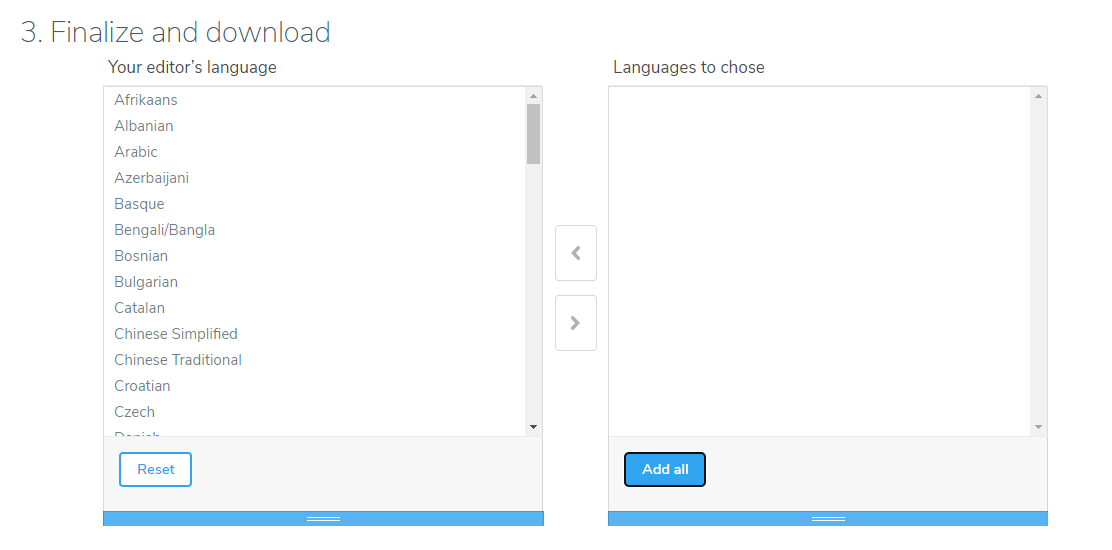 3. Finalize and download
Your editor's language
Languages to chose
Afrikaans
Albanian
Arabic
Azerbaijani
Basque
Bengali/Bangla
Bosnian
Bulgarian
Catalan
Chinese Simplified
Chinese Traditional
Croatian
Czech
Reset
Add all